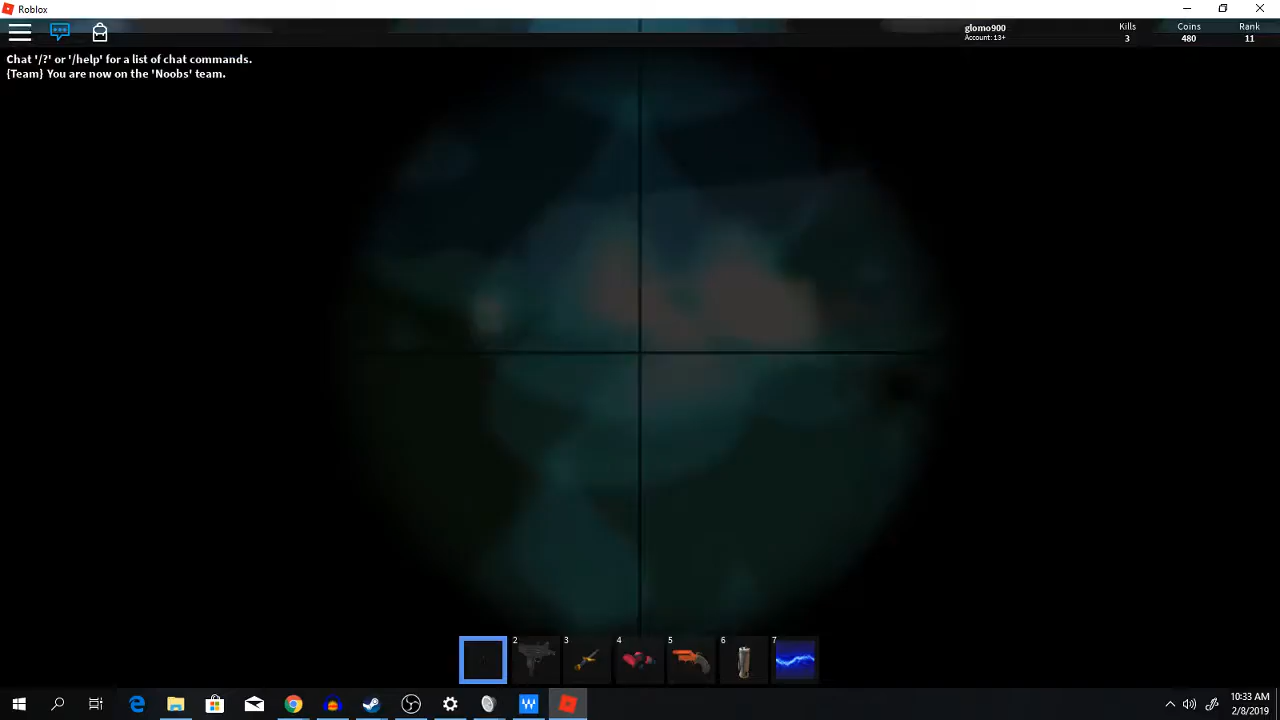 Roblox
glomo900
Account: 13+
Kills
3
Coins
480
Rank
11
Chat '/?' or '/help' for a list of chat commands.
{Team} You are now on the 'Noobs' team.
2
3
4
5
6
7
10:33 AM
2/8/2019